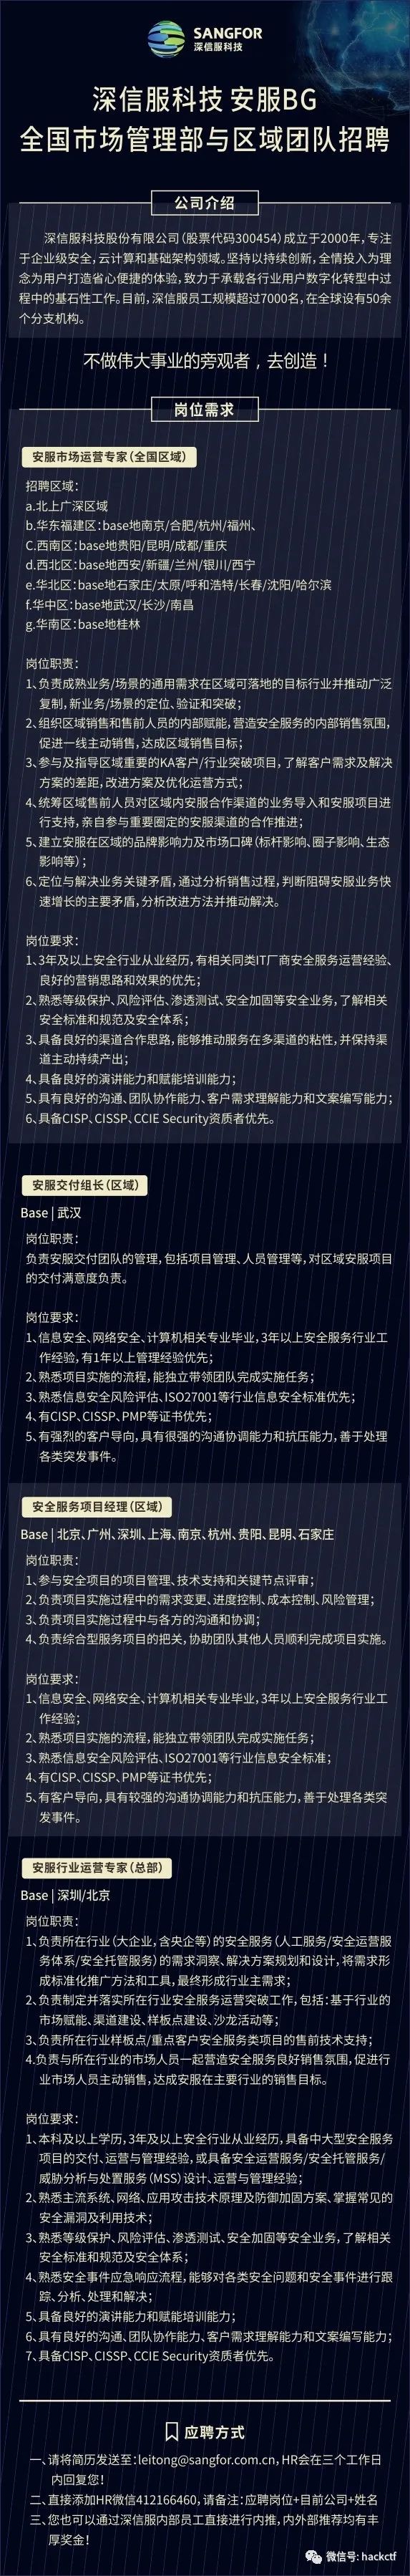 SANGFOR
深信服科技
深信服科技 安服BG
全国市场管理部与区域团队招聘
公司介绍
深信服科技股份有限公司（股票代码300454）成立于2000年，专注
于企业级安全，云计算和基础架构领域。坚持以持续创新，全情投入为理
念为用户打造省心便捷的体验，致力于承载各行业用户数字化转型中过
程中的基石性工作。目前，深信服员工规模超过7000名，在全球设有50余
个分支机构。
不做伟大事业的旁观者，去创造！
岗位需求
安服市场运营专家（全国区域）
招聘区域：
a.北上广深区域
b.华东福建区：base地南京/合肥/杭州/福州、
C.西南区：base地贵阳/昆明/成都/重庆
d.西北区：base地西安/新疆/兰州/银川/西宁
e.华北区：base地石家庄/太原/呼和浩特/长春/沈阳/哈尔滨
f.华中区：base地武汉/长沙/南昌
g.华南区：base地桂林
岗位职责：
1、负责成熟业务/场景的通用需求在区域可落地的目标行业并推动广泛
复制，新业务/场景的定位、验证和突破；
2、组织区域销售和售前人员的内部赋能，营造安全服务的内部销售氛围，
促进一线主动销售，达成区域销售目标；
3、参与及指导区域重要的KA客户/行业突破项目，了解客户需求及解决
方案的差距，改进方案及优化运营方式；
4、统筹区域售前人员对区域内安服合作渠道的业务导入和安服项目进
行支持，亲自参与重要圈定的安服渠道的合作推进；
5、建立安服在区域的品牌影响力及市场口碑（标杆影响、圈子影响、生态
影响等）；
6、定位与解决业务关键矛盾，通过分析销售过程，判断阻碍安服业务快
速增长的主要矛盾，分析改进方法并推动解决。
岗位要求：
1、3年及以上安全行业从业经历，有相关同类IT厂商安全服务运营经验、
良好的营销思路和效果的优先；
2、熟悉等级保护、风险评估、渗透测试、安全加固等安全业务，了解相关
安全标准和规范及安全体系；
3、具备良好的渠道合作思路，能够推动服务在多渠道的粘性，并保持渠
道主动持续产出；
4、具备良好的演讲能力和赋能培训能力；
5、具有良好的沟通、团队协作能力、客户需求理解能力和文案编写能力；
6、具备CISP、CISSP、CCIE Security资质者优先。
安服交付组长（区域）
Base | 武汉
岗位职责：
负责安服交付团队的管理，包括项目管理、人员管理等，对区域安服项目
的交付满意度负责。
岗位要求：
1、信息安全、网络安全、计算机相关专业毕业，3年以上安全服务行业工
作经验，有1年以上管理经验优先；
2、熟悉项目实施的流程，能独立带领团队完成实施任务；
3、熟悉信息安全风险评估、ISO27001等行业信息安全标准优先；
4、有CISP、CISSP、PMP等证书优先；
5、有强烈的客户导向，具有很强的沟通协调能力和抗压能力，善于处理
各类突发事件。
安全服务项目经理（区域）
Base | 北京、广州、深圳、上海、南京、杭州、贵阳、昆明、石家庄
岗位职责：
1、参与安全项目的项目管理、技术支持和关键节点评审；
2、负责项目实施过程中的需求变更、进度控制、成本控制、风险管理；
3、负责项目实施过程中与各方的沟通和协调；
4、负责综合型服务项目的把关，协助团队其他人员顺利完成项目实施。
岗位要求：
1、信息安全、网络安全、计算机相关专业毕业，3年以上安全服务行业工
作经验；
2、熟悉项目实施的流程，能独立带领团队完成实施任务；
3、熟悉信息安全风险评估、ISO27001等行业信息安全标准；
4、有CISP、CISSP、PMP等证书优先；
5、有客户导向，具有较强的沟通协调能力和抗压能力，善于处理各类突
发事件。
安服行业运营专家（总部）
Base | 深圳/北京
岗位职责：
1、负责所在行业（大企业，含央企等）的安全服务（人工服务/安全运营服
务体系/安全托管服务）的需求洞察、解决方案规划和设计，将需求形
成标准化推广方法和工具，最终形成行业主需求；
2、负责制定并落实所在行业安全服务运营突破工作，包括：基于行业的
市场赋能、渠道建设、样板点建设、沙龙活动等；
3、负责所在行业样板点/重点客户安全服务类项目的售前技术支持；
4.负责与所在行业的市场人员一起营造安全服务良好销售氛围，促进行
业市场人员主动销售，达成安服在主要行业的销售目标。
岗位要求：
1、本科及以上学历，3年及以上安全行业从业经历，具备中大型安全服务
项目的交付、运营与管理经验，或具备安全运营服务/安全托管服务/
威胁分析与处置服务（MSS）设计、运营与管理经验；
2、熟悉主流系统、网络、应用攻击技术原理及防御加固方案、掌握常见的
安全漏洞及利用技术；
3、熟悉等级保护、风险评估、渗透测试、安全加固等安全业务，了解相关
安全标准和规范及安全体系；
4、熟悉安全事件应急响应流程，能够对各类安全问题和安全事件进行跟
踪、分析、处理和解决；
5、具备良好的演讲能力和赋能培训能力；
6、具有良好的沟通、团队协作能力、客户需求理解能力和文案编写能力；
7、具备CISP、CISSP、CCIE Security资质者优先。
应聘方式
一、请将简历发送至：leitong@sangfor.com.cn，HR会在三个工作日
内回复您！
二、直接添加HR微信412166460，请备注：应聘岗位+目前公司+姓名
三、您也可以通过深信服内部员工直接进行内推，内外部推荐均有丰
厚奖金！
微信号: hackctf